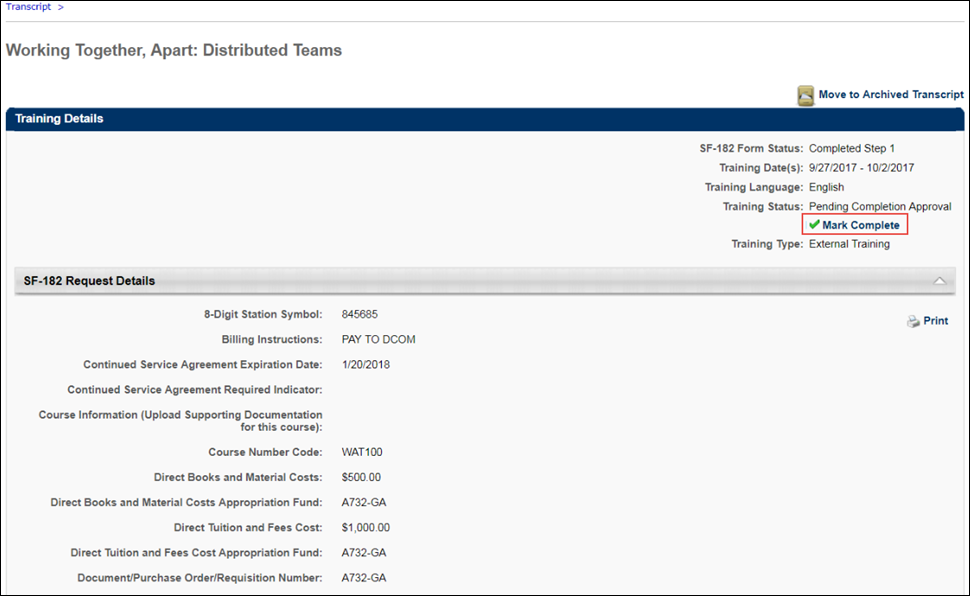 Transcript >
Working Together, Apart: Distributed Teams
Move to Archived Transcript
Training Details
SF-182 Form Status: Completed Step 1
Training Date(s): 9/27/2017 - 10/2/2017
Training Language: English
Training Status: Pending Completion Approval
Mark Complete
Training Type: External Training
SF-182 Request Details
Print
8-Digit Station Symbol: 845685
Billing Instructions: PAY TO DCOM
Continued Service Agreement Expiration Date: 1/20/2018
Continued Service Agreement Required Indicator:
Course Information (Upload Supporting Documentation
for this course):
Course Number Code: WAT100
Direct Books and Material Costs: $500.00
Direct Books and Material Costs Appropriation Fund: A732-GA
Direct Tuition and Fees Cost: $1,000.00
Direct Tuition and Fees Cost Appropriation Fund: A732-GA
Document/Purchase Order/Requisition Number: A732-GA